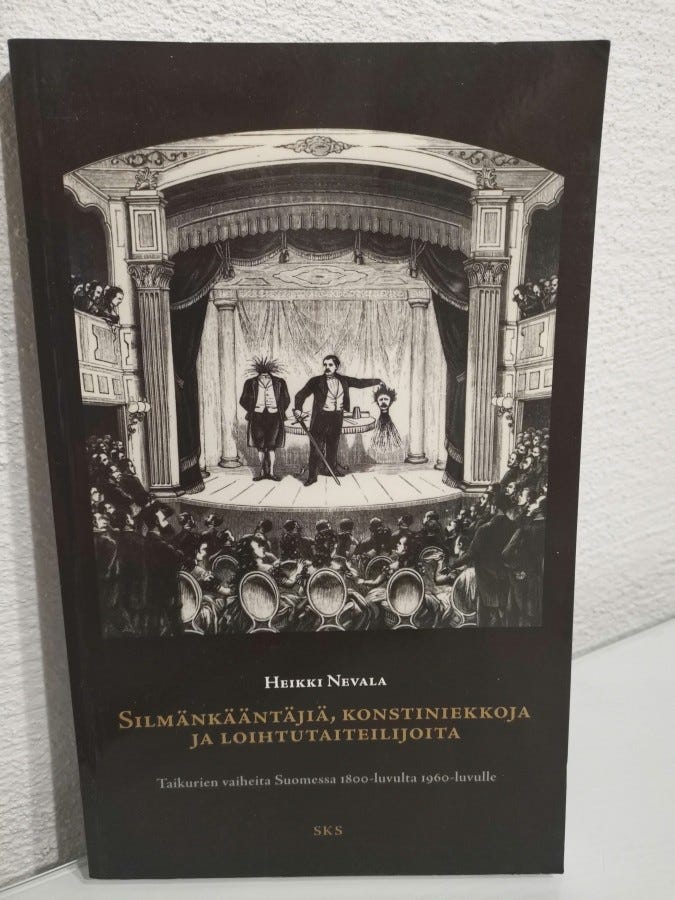 Heikki Nevala
Silmänkääntäjiä, konstiniekkoja
ja loihtutaiteilijoita
Taikurien vaiheita Suomessa 1800-luvulta 1960-luvulle
SKS